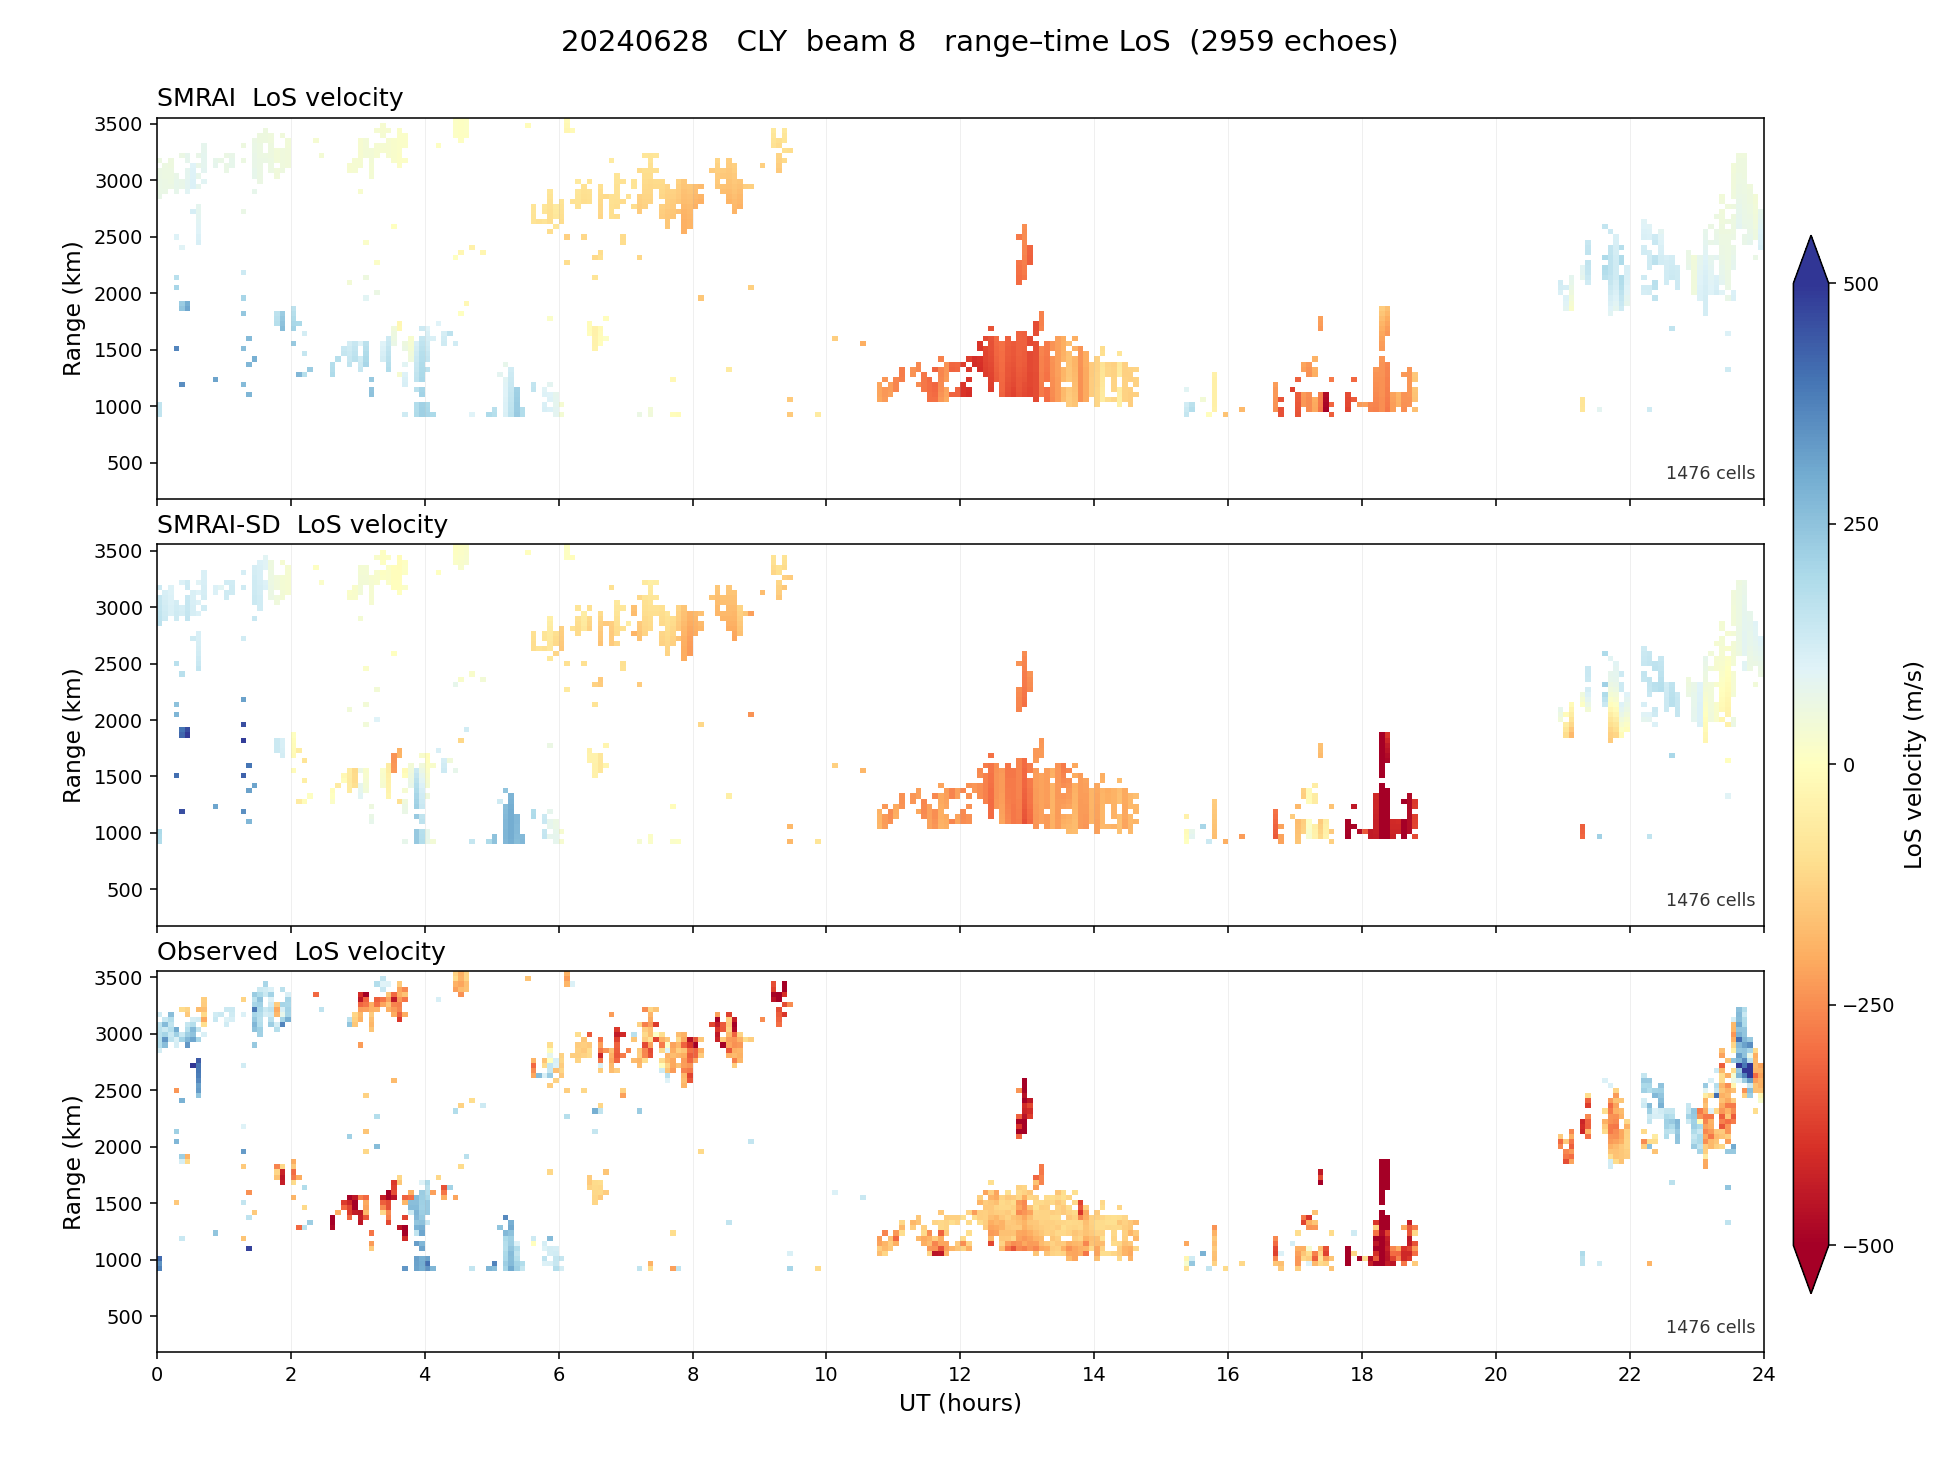 20240628   CLY  beam 8   range–time LoS  (2959 echoes)
SMRAI  LoS velocity
3500
3000
2500
2000
1500
1000
500
Range (km)
1476 cells
SMRAI-SD  LoS velocity
3500
3000
2500
2000
1500
1000
500
Range (km)
1476 cells
Observed  LoS velocity
3500
3000
2500
2000
1500
1000
500
Range (km)
1476 cells
0 2 4 6 8 10 12 14 16 18 20 22 24
UT (hours)
500
250
0
−250
−500
LoS velocity (m/s)